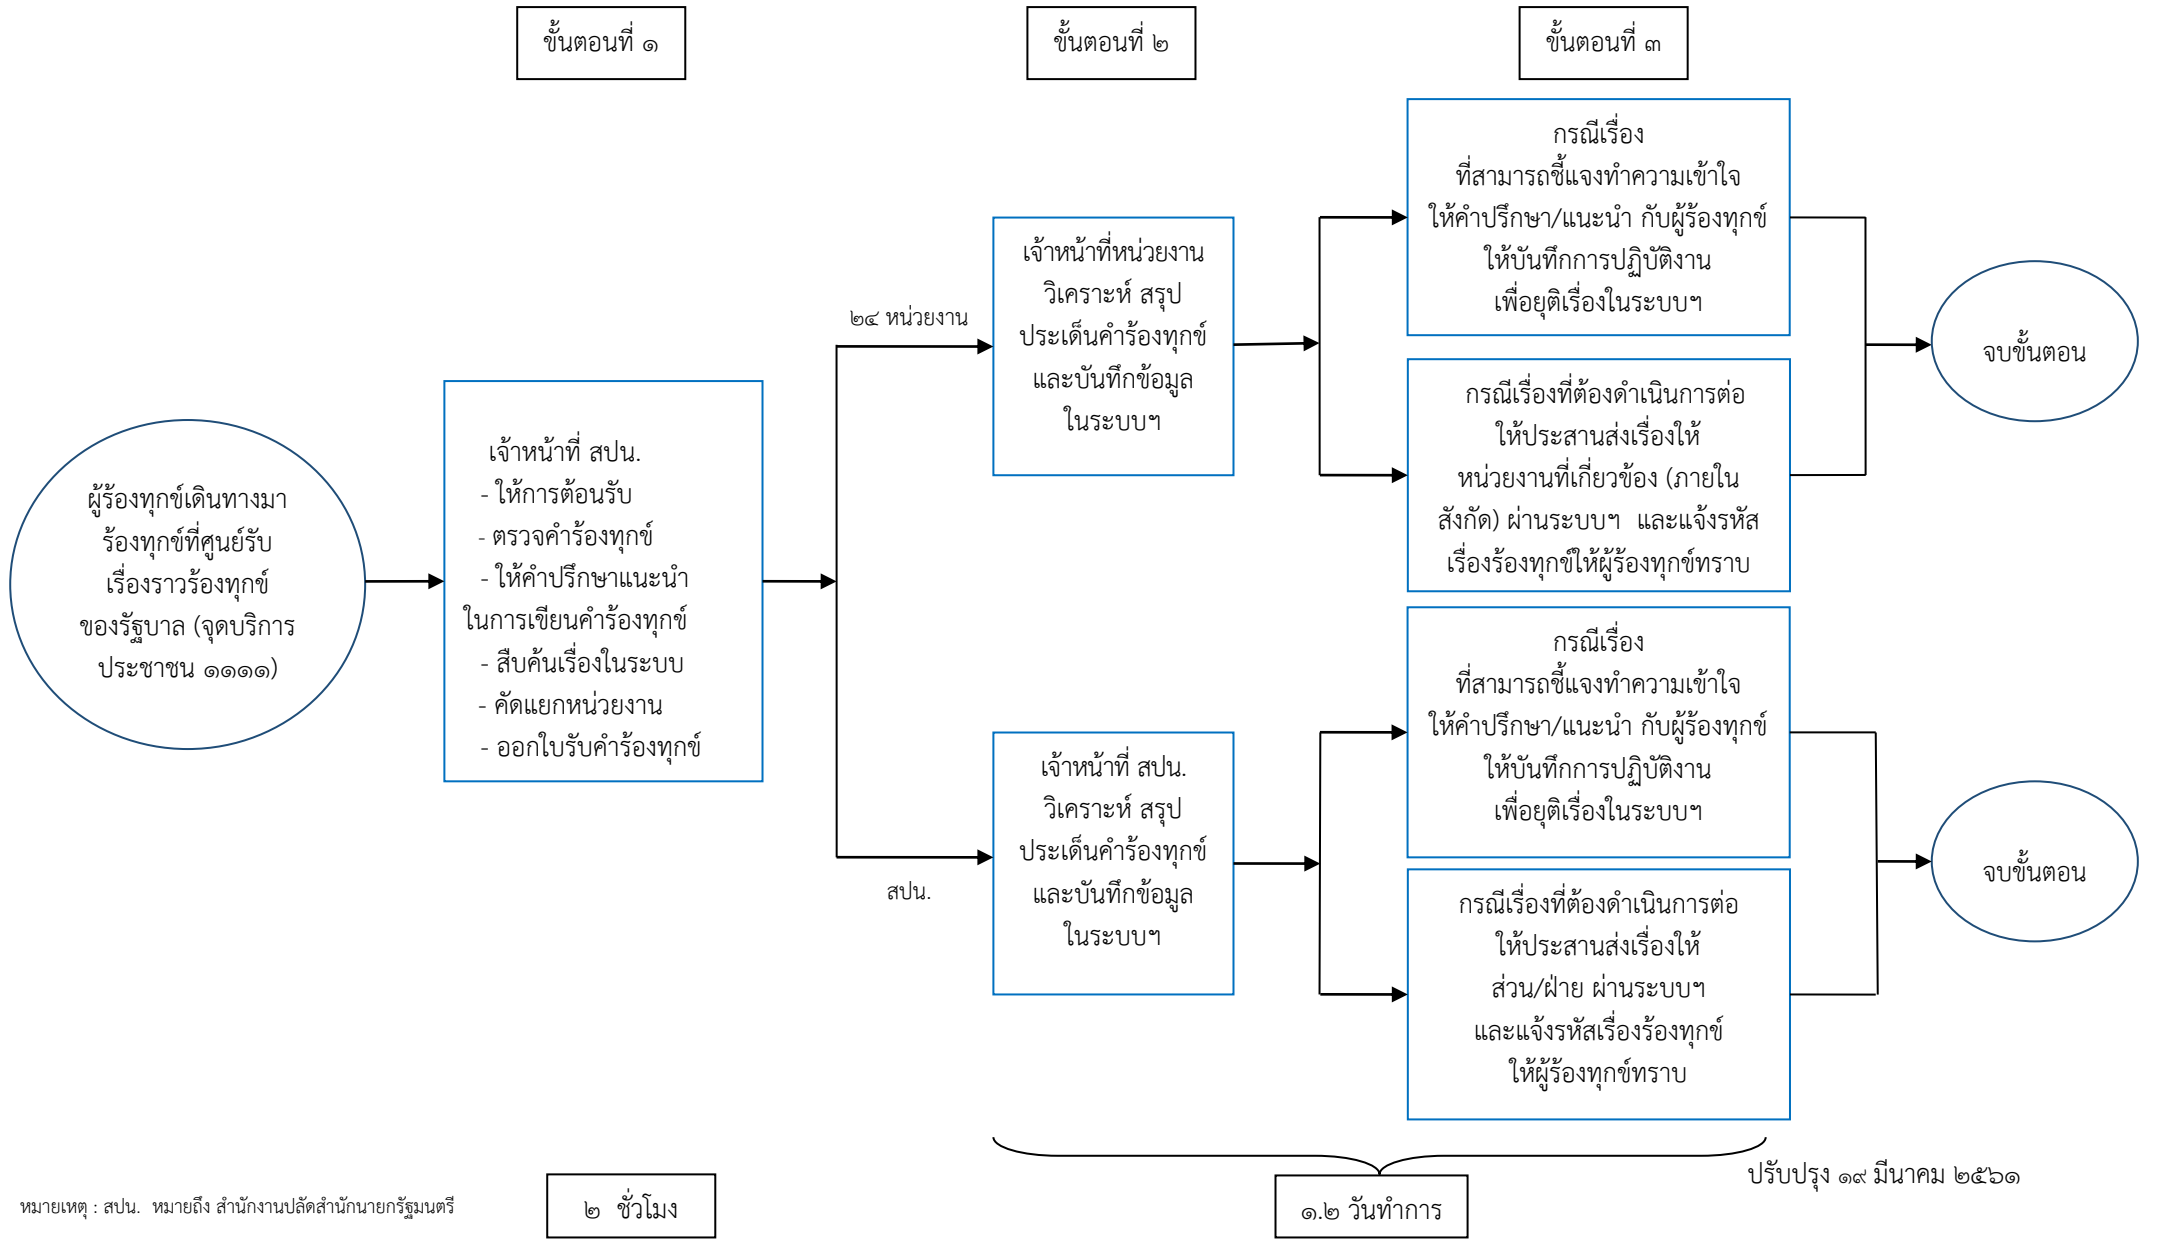 ขั้นตอนที่ ๑
ขั้นตอนที่ ๒
ขั้นตอนที่ ๓
ผู้ร้องทุกข์เดินทางมา
ร้องทุกข์ที่ศูนย์รับ
เรื่องราวร้องทุกข์
ของรัฐบาล (จุดบริการ
ประชาชน ๑๑๑๑)
เจ้าหน้าที่ สปน.
- ให้การต้อนรับ
- ตรวจคำร้องทุกข์
- ให้คำปรึกษาแนะนำ
ในการเขียนคำร้องทุกข์
- สืบค้นเรื่องในระบบ
- คัดแยกหน่วยงาน
- ออกใบรับคำร้องทุกข์
๒๔ หน่วยงาน
เจ้าหน้าที่หน่วยงาน
วิเคราะห์ สรุป
ประเด็นคำร้องทุกข์
และบันทึกข้อมูล
ในระบบฯ
กรณีเรื่อง
ที่สามารถชี้แจงทำความเข้าใจ
ให้คำปรึกษา/แนะนำ กับผู้ร้องทุกข์
ให้บันทึกการปฏิบัติงาน
เพื่อยุติเรื่องในระบบฯ
กรณีเรื่องที่ต้องดำเนินการต่อ
ให้ประสานส่งเรื่องให้
หน่วยงานที่เกี่ยวข้อง (ภายใน
สังกัด) ผ่านระบบฯ และแจ้งรหัส
เรื่องร้องทุกข์ให้ผู้ร้องทุกข์ทราบ
จบขั้นตอน
สปน.
เจ้าหน้าที่ สปน.
วิเคราะห์ สรุป
ประเด็นคำร้องทุกข์
และบันทึกข้อมูล
ในระบบฯ
กรณีเรื่อง
ที่สามารถชี้แจงทำความเข้าใจ
ให้คำปรึกษา/แนะนำ กับผู้ร้องทุกข์
ให้บันทึกการปฏิบัติงาน
เพื่อยุติเรื่องในระบบฯ
กรณีเรื่องที่ต้องดำเนินการต่อ
ให้ประสานส่งเรื่องให้
ส่วน/ฝ่าย ผ่านระบบฯ
และแจ้งรหัสเรื่องร้องทุกข์
ให้ผู้ร้องทุกข์ทราบ
จบขั้นตอน
หมายเหตุ : สปน. หมายถึง สำนักงานปลัดสำนักนายกรัฐมนตรี
๒ ชั่วโมง
๑.๒ วันทำการ
ปรับปรุง ๑๙ มีนาคม ๒๕๖๑